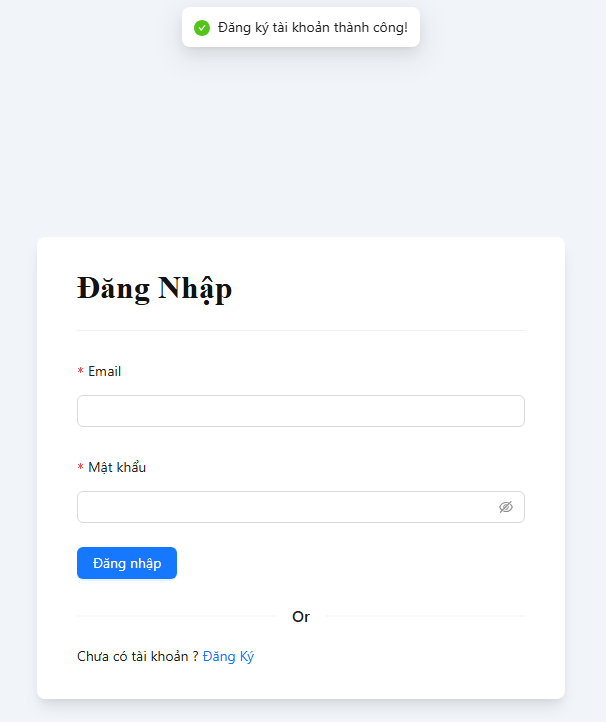 Đăng ký tài khoản thành công!
Đăng Nhập
* Email
* Mật khẩu
Đăng nhập
Or
Chưa có tài khoản ? Đăng Ký